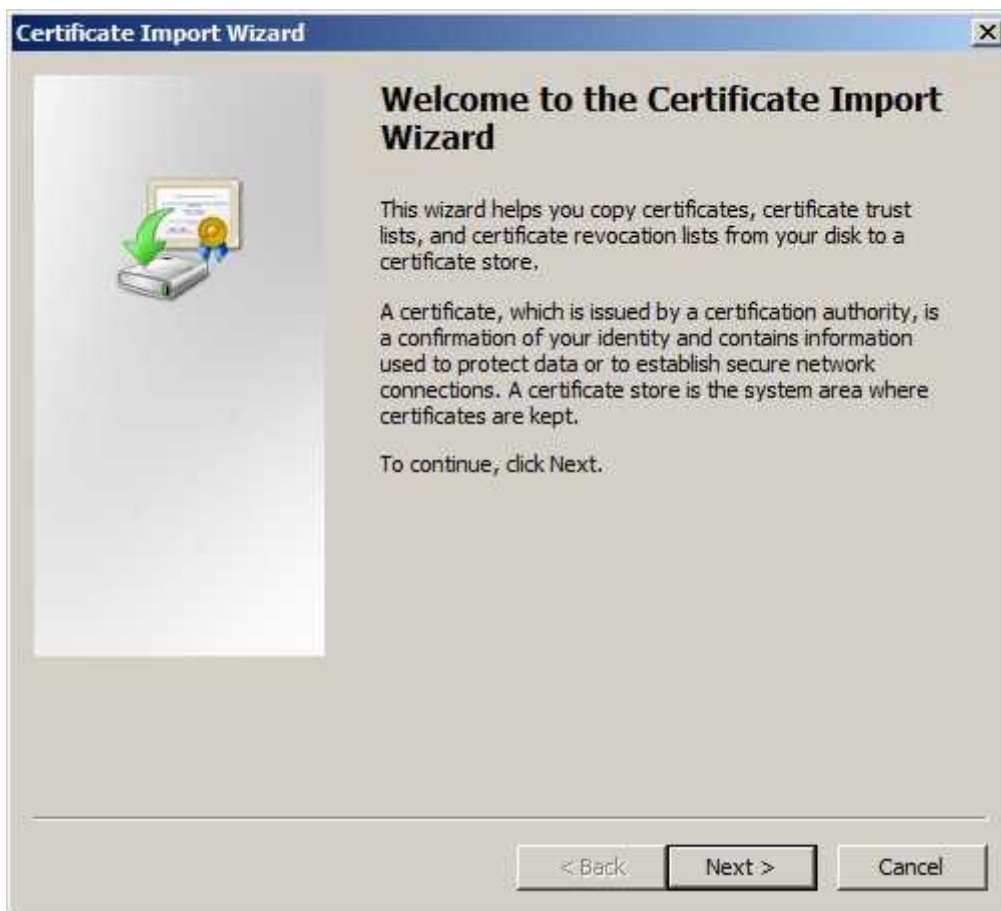 Certificate Import Wizard
Welcome to the Certificate Import
Wizard
This wizard helps you copy certificates, certificate trust
lists, and certificate revocation lists from your disk to a
certificate store.
A certificate, which is issued by a certification authority, is
a confirmation of your identity and contains information
used to protect data or to establish secure network
connections. A certificate store is the system area where
certificates are kept.
To continue, click Next.
< Back
Next >
Cancel